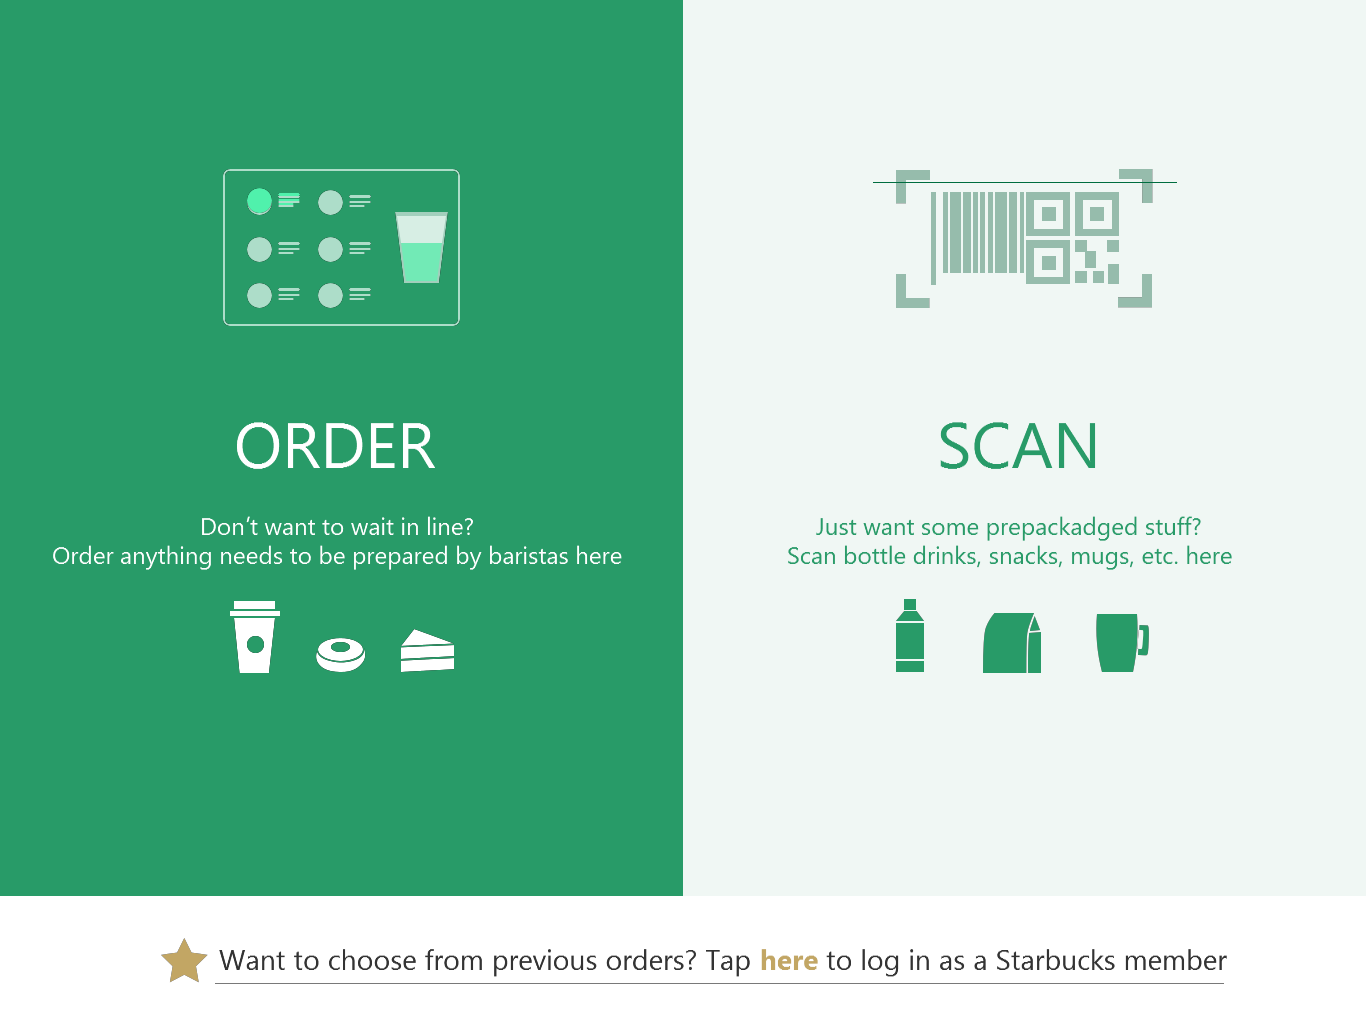 ORDER
Don't want to wait in line?
Order anything needs to be prepared by baristas here
SCAN
Just want some prepackadged stuff?
Scan bottle drinks, snacks, mugs, etc. here
Want to choose from previous orders? Tap here to log in as a Starbucks member